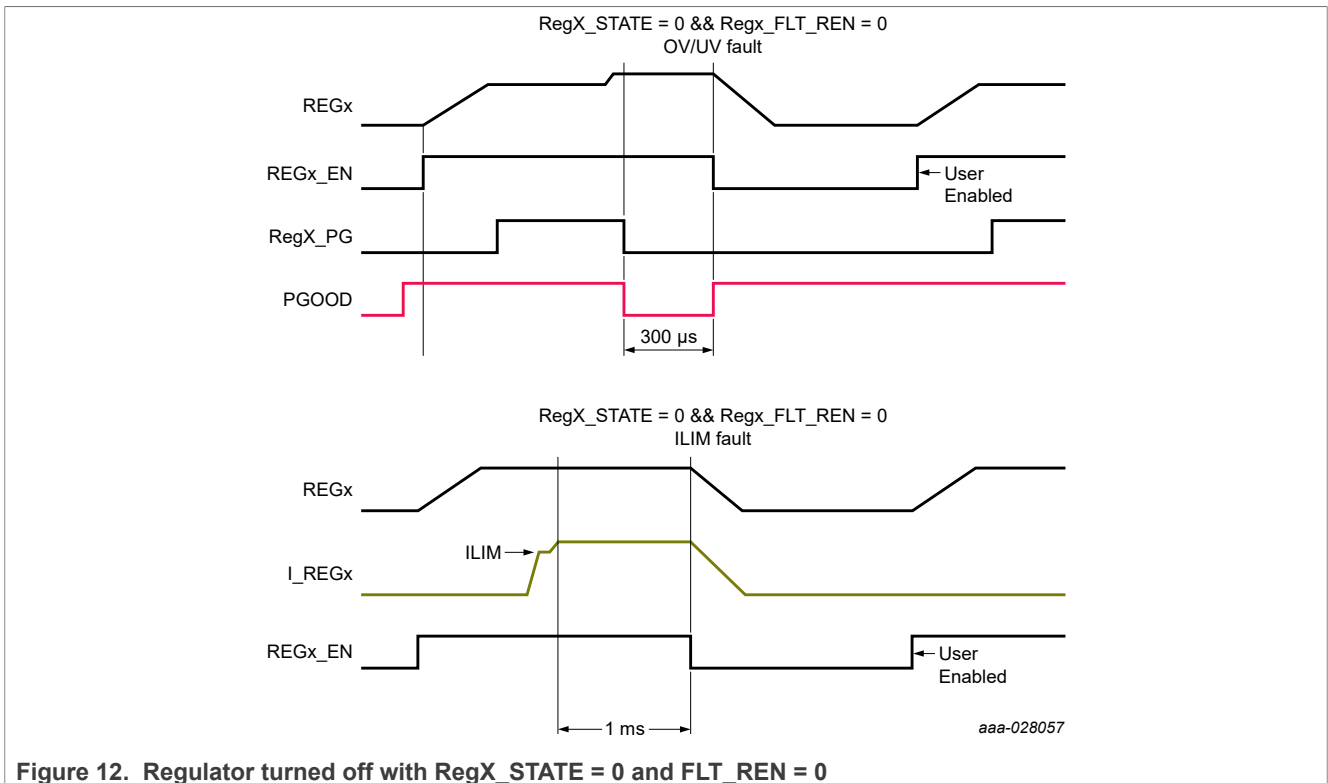 RegX_STATE = 0 && Regx_FLT_REN = 0
OV/UV fault
REGx
REGx_EN
User
Enabled
RegX_PG
PGOOD
300 µs
RegX_STATE = 0 && Regx_FLT_REN = 0
ILIM fault
REGx
ILIM
I_REGx
REGx_EN
User
Enabled
1 ms
aaa-028057
Figure 12. Regulator turned off with RegX_STATE = 0 and FLT_REN = 0